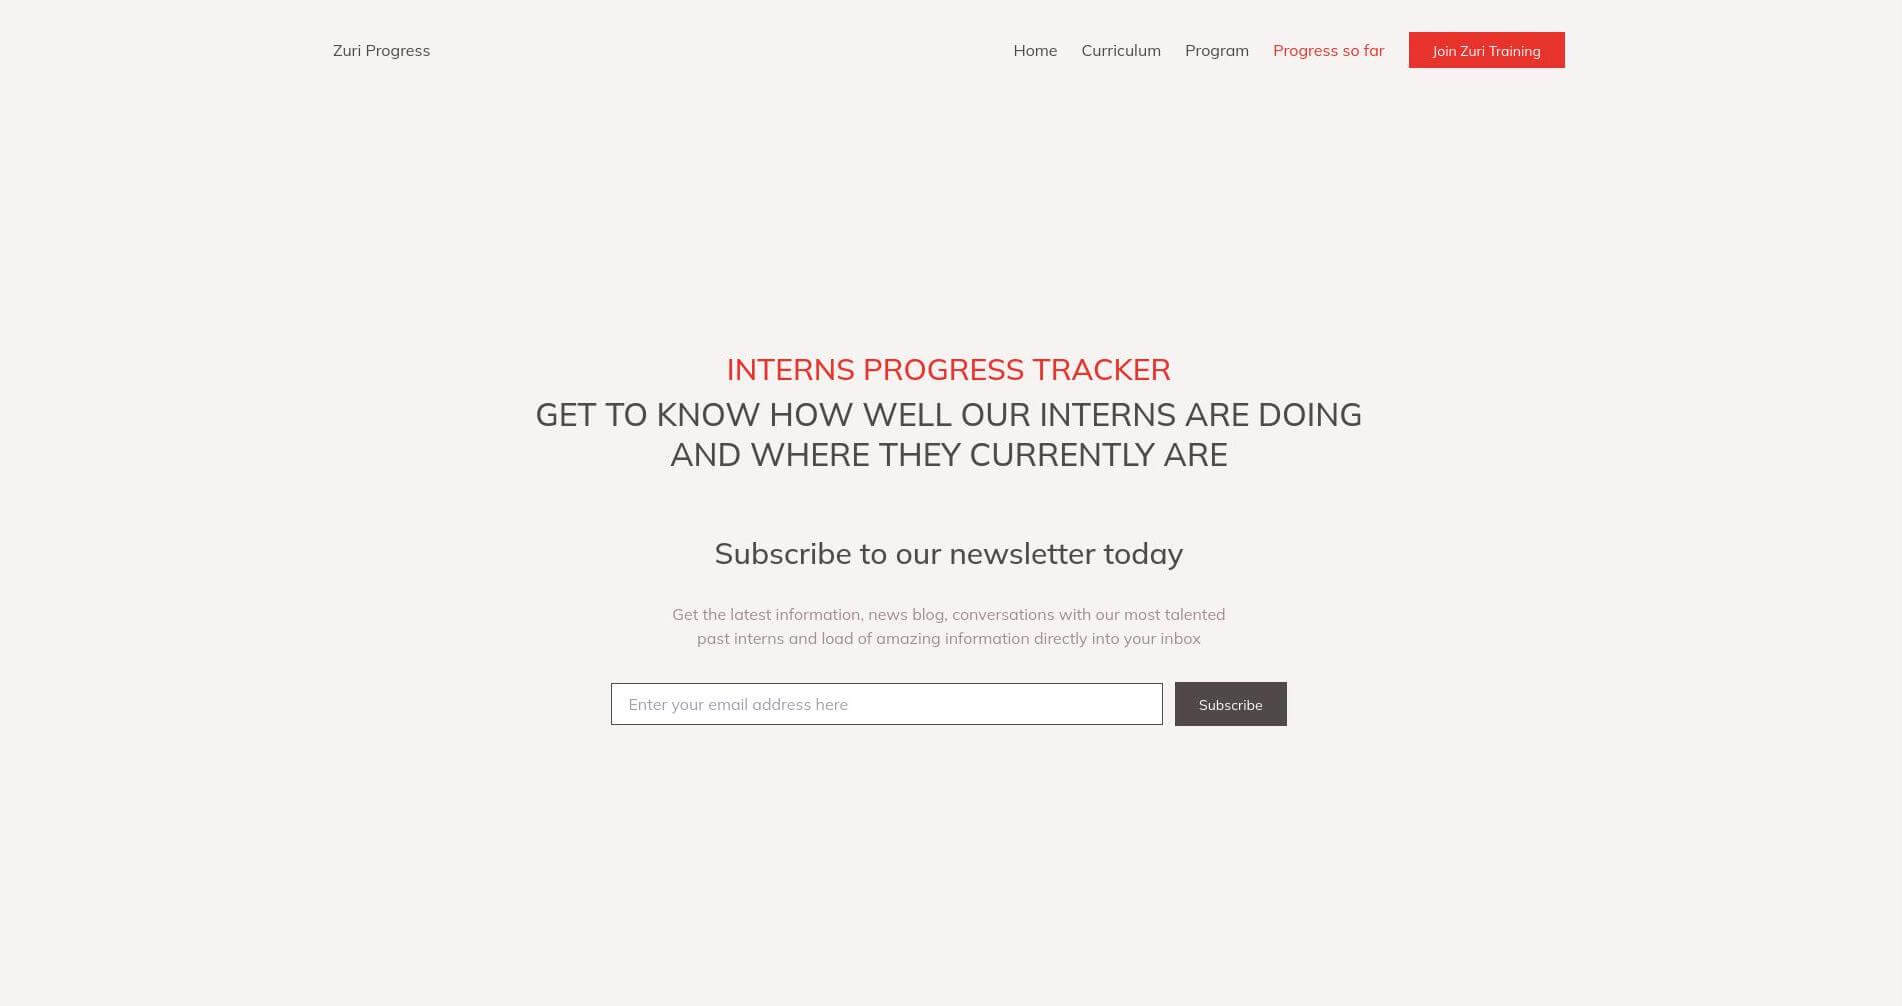 Zuri Progress
Home
Curriculum
Program
Progress so far
Join Zuri Training
INTERNS PROGRESS TRACKER
GET TO KNOW HOW WELL OUR INTERNS ARE DOING
AND WHERE THEY CURRENTLY ARE
Subscribe to our newsletter today
Get the latest information, news blog, conversations with our most talented
past interns and load of amazing information directly into your inbox
Enter your email address here
Subscribe